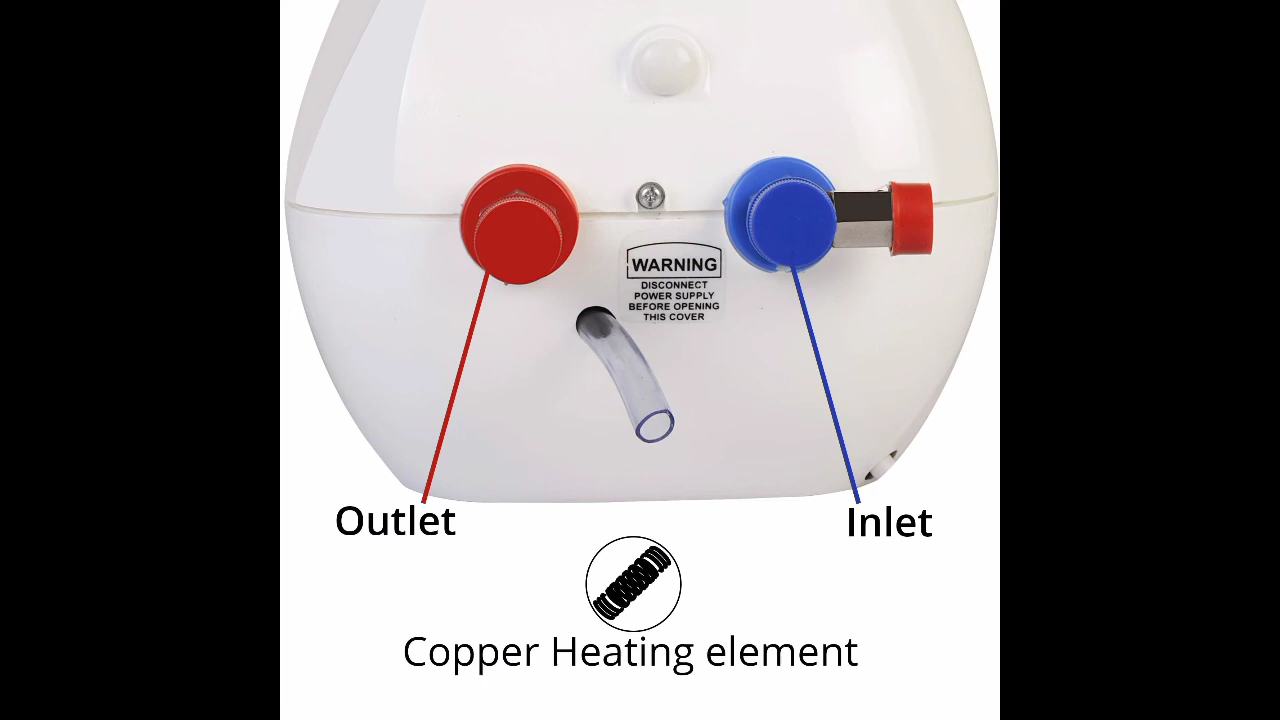 WARNING
DISCONNECT
POWER SUPPLY
BEFORE OPENING
THIS COVER
Outlet
Inlet
Copper Heating element